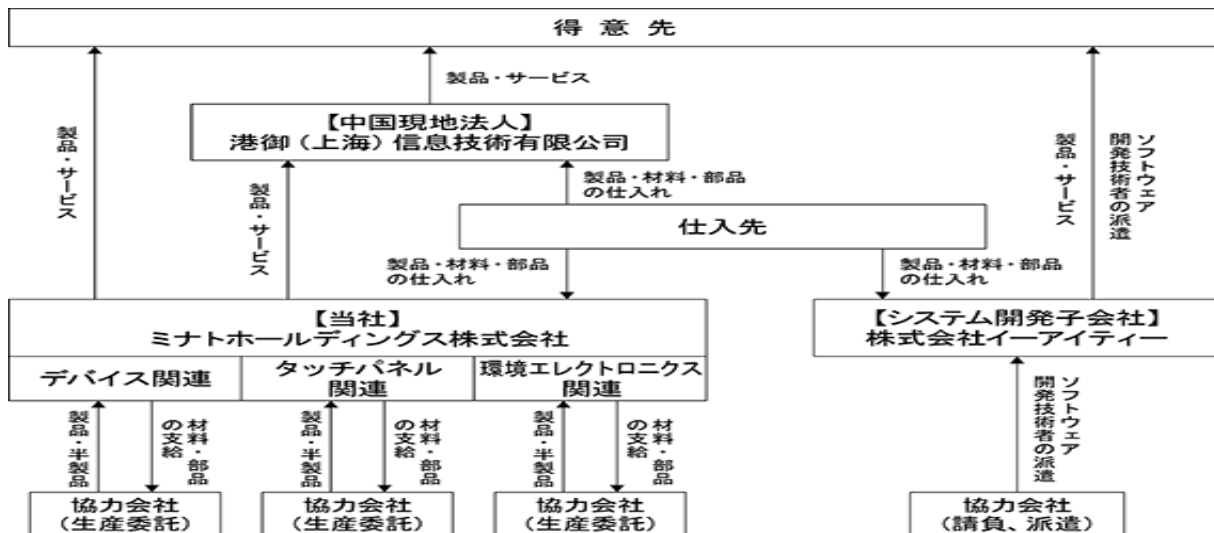 得意先
製品・サービス
【中国現地法人】
港御（上海）信息技術有限公司
製品・サービス
製品・サービス
製品・材料・部品
の仕入れ
製品・サービス
ソフトウェア
開発技術者の派遣
仕入先
製品・材料・部品
の仕入れ
製品・材料・部品
の仕入れ
【当社】
ミナトホールディングス株式会社
【システム開発子会社】
株式会社イーアイティー
デバイス関連
タッチパネル
関連
環境エレクトロニクス
関連
製品・半製品
材料・部品
の支給
製品・半製品
材料・部品
の支給
製品・半製品
材料・部品
の支給
ソフトウェア
開発技術者の派遣
協力会社
（生産委託）
協力会社
（生産委託）
協力会社
（生産委託）
協力会社
（請負、派遣）